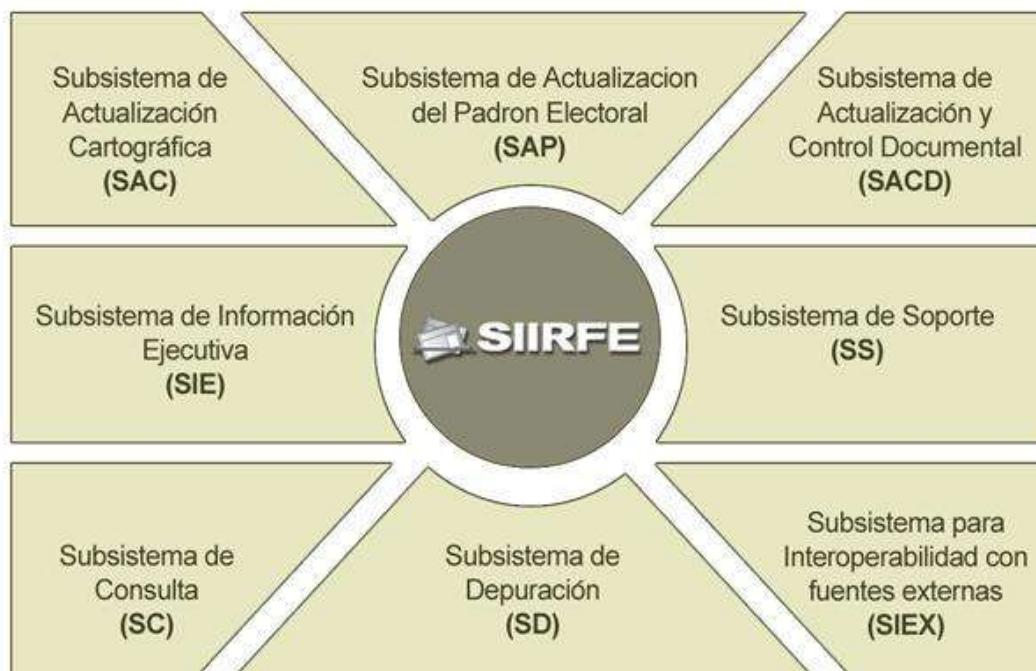 Subsistema de
Actualización
Cartográfica
(SAC)
Subsistema de Actualizacion
del Padron Electoral
(SAP)
Subsistema de
Actualización y
Control Documental
(SACD)
Subsistema de Información
Ejecutiva
(SIE)
SIIRFE
Subsistema de Soporte
(SS)
Subsistema de
Consulta
(SC)
Subsistema de
Depuración
(SD)
Subsistema para
Interoperabilidad con
fuentes externas
(SIEX)